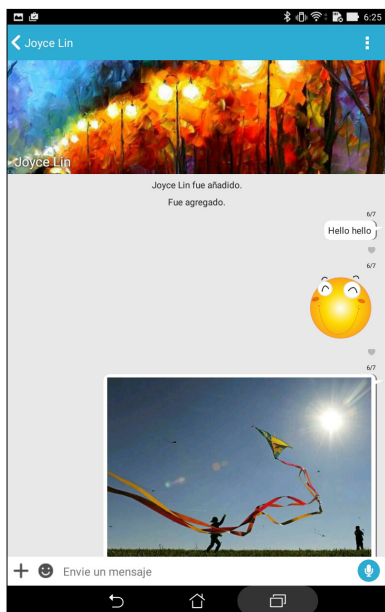 6:25
Joyce Lin
Joyce Lin
Joyce Lin fue añadido.
Fue agregado.
6/7
Hello hello
6/7
6/7
Envie un mensaje